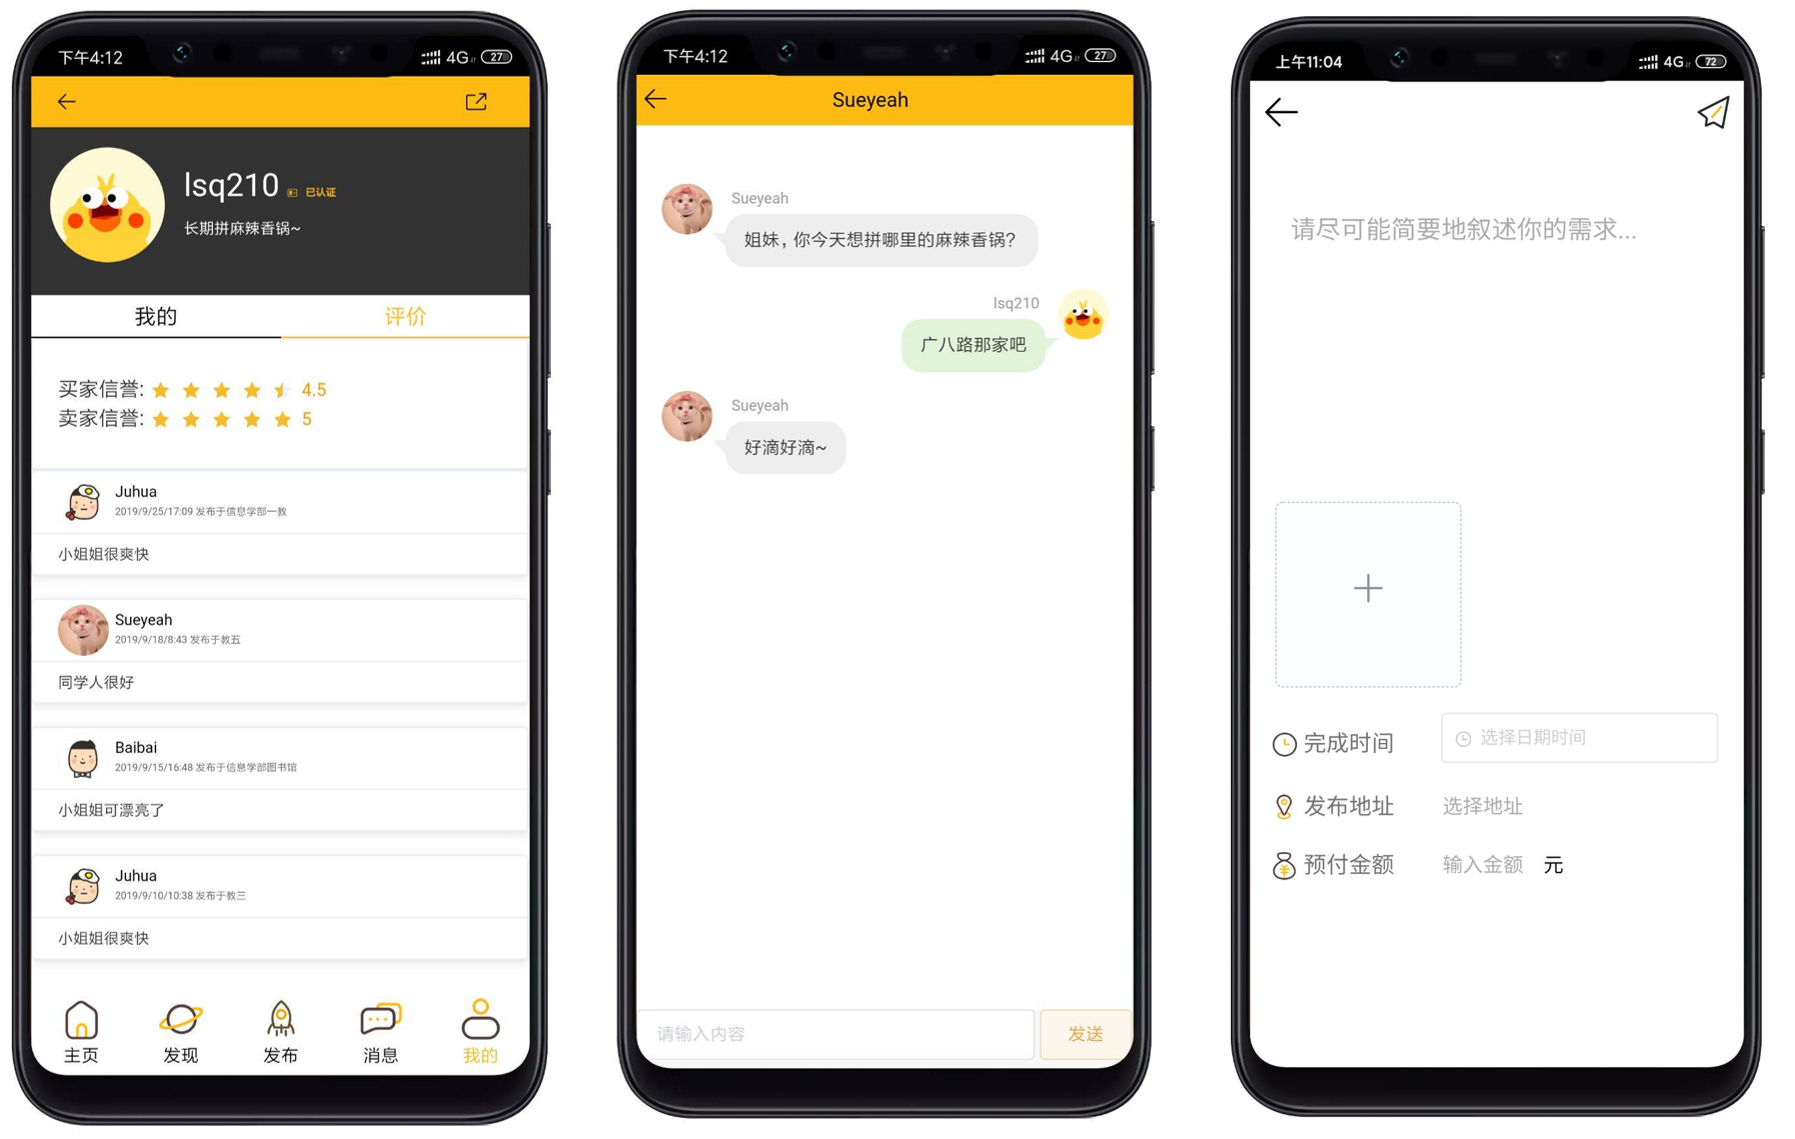 下午4:12
4G
27
lsq210 已认证
长期拼麻辣香锅~
我的
评价
买家信誉: 4.5
卖家信誉: 5
Juhua
2019/9/25/17:09 发布于信息学部一教
小姐姐很爽快
Sueyeah
2019/9/18/8:43 发布于教五
同学人很好
Baibai
2019/9/15/16:48 发布于信息学部图书馆
小姐姐可漂亮了
Juhua
2019/9/10/10:38 发布于教三
小姐姐很爽快
主页
发现
发布
消息
我的
下午4:12
4G
27
Sueyeah
Sueyeah
姐妹，你今天想拼哪里的麻辣香锅?
lsq210
广八路那家吧
Sueyeah
好滴好滴~
请输入内容
发送
上午11:04
4G
72
请尽可能简要地叙述你的需求...
完成时间
选择日期时间
发布地址
选择地址
预付金额
输入金额 元